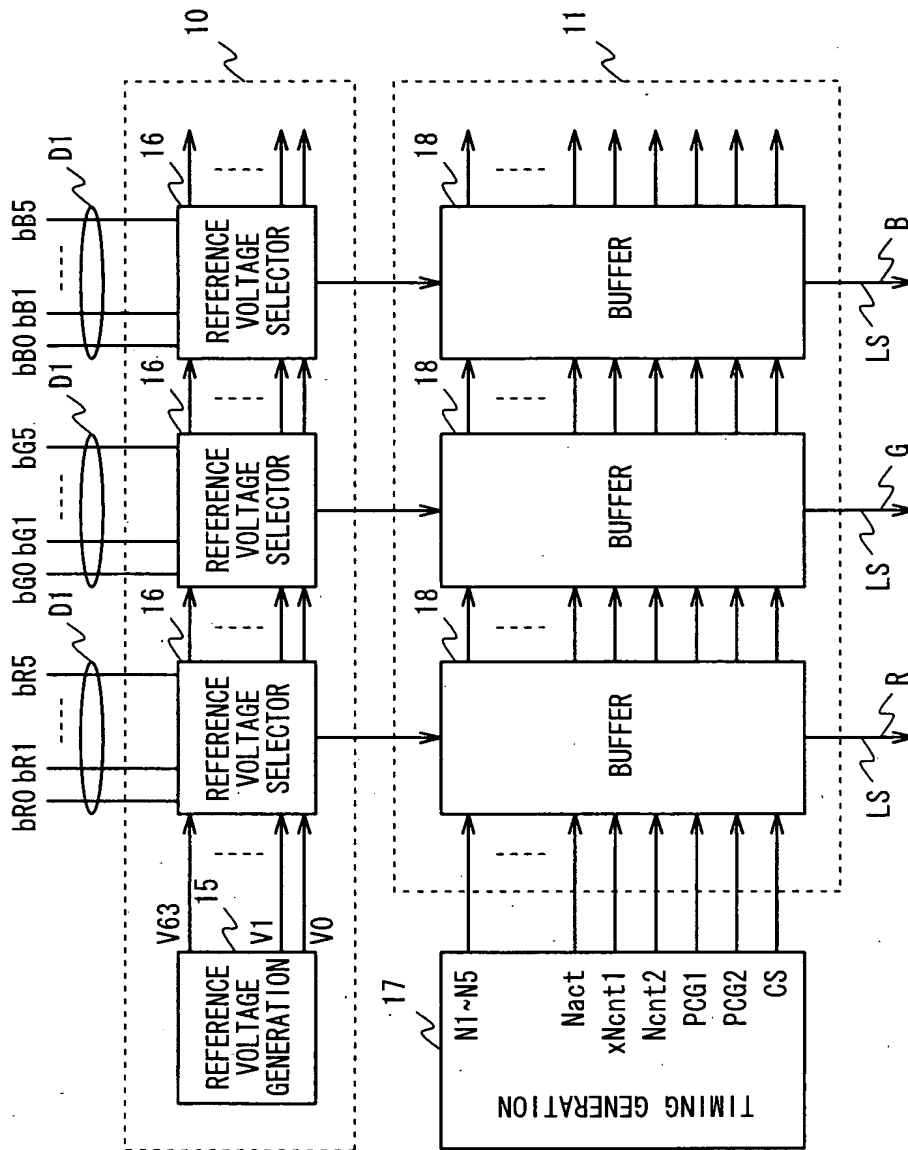 10
11
bR0 bR1 bR5
D1
bG0 bG1 bG5
D1
bB0 bB1 bB5
D1
V63
15
V1
V0
16
16
16
REFERENCE
VOLTAGE
GENERATION
REFERENCE
VOLTAGE
SELECTOR
REFERENCE
VOLTAGE
SELECTOR
REFERENCE
VOLTAGE
SELECTOR
17
18
18
18
N1~N5
Nact
xNcnt1
Ncnt2
PCG1
PCG2
CS
TIMING GENERATION
BUFFER
BUFFER
BUFFER
LS R
LS G
LS B